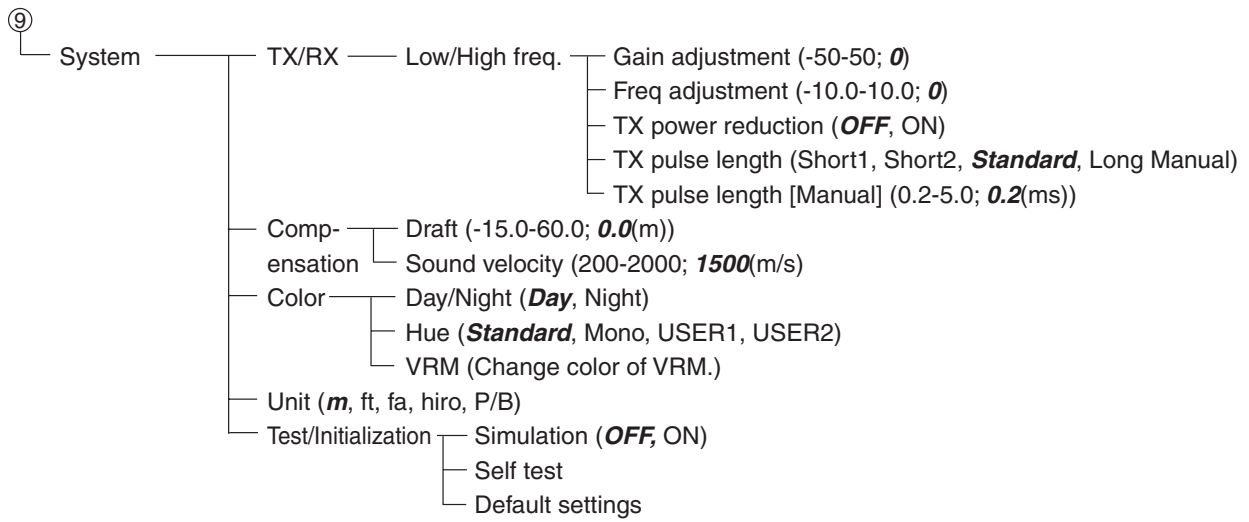 ⑨
System
TX/RX
Low/High freq.
Gain adjustment (-50-50; 0)
Freq adjustment (-10.0-10.0; 0)
TX power reduction (OFF, ON)
TX pulse length (Short1, Short2, Standard, Long Manual)
TX pulse length [Manual] (0.2-5.0; 0.2(ms))
Comp-
ensation
Draft (-15.0-60.0; 0.0(m))
Sound velocity (200-2000; 1500(m/s)
Color
Day/Night (Day, Night)
Hue (Standard, Mono, USER1, USER2)
VRM (Change color of VRM.)
Unit (m, ft, fa, hiro, P/B)
Test/Initialization
Simulation (OFF, ON)
Self test
Default settings